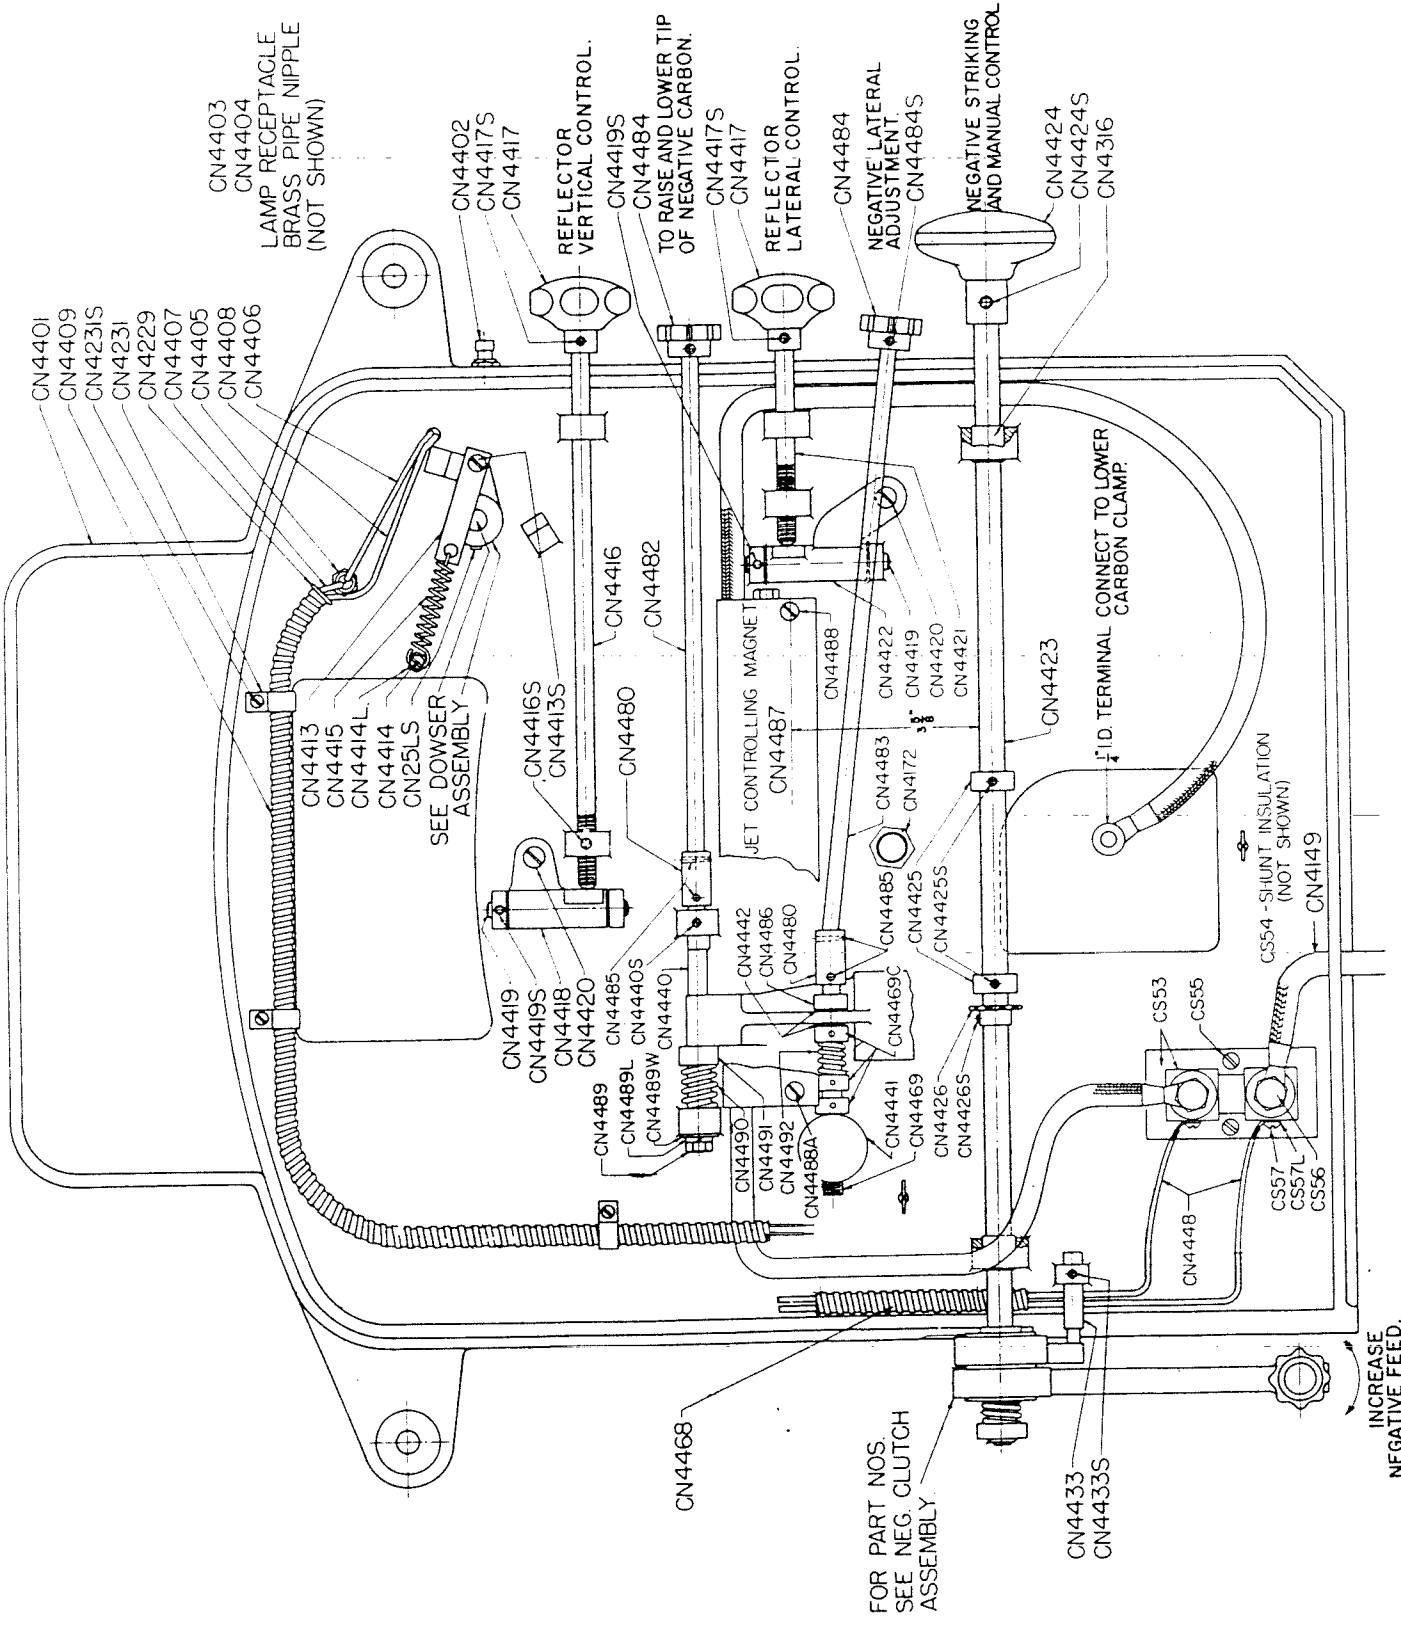 CN4403
CN4404
LAMP RECEPTACLE
BRASS PIPE NIPPLE
(NOT SHOWN)
CN4401
CN4409
CN4231S
CN4231
CN4229
CN4407
CN4405
CN4408
CN4406
CN4402
CN4417S
CN4417
REFLECTOR
VERTICAL CONTROL.
CN4419S
CN4484
TO RAISE AND LOWER TIP
OF NEGATIVE CARBON.
CN4417S
CN4417
REFLECTOR
LATERAL CONTROL.
CN4484
NEGATIVE LATERAL
ADJUSTMENT.
CN4484S
NEGATIVE STRIKING
AND MANUAL CONTROL
CN4424
CN4424S
CN4316
CN4413
CN4415
CN4414L
CN4414
CN25LS
SEE DOWSER
ASSEMBLY
CN4416S
CN4413S
CN4416
CN4482
CN4480
JET CONTROLLING MAGNET
CN4487
CN4488
CN4422
CN4419
CN4420
CN4421
3 5/8"
CN4423
1/4" I.D. TERMINAL CONNECT TO LOWER
CARBON CLAMP.
CN4483
CN4172
CN4419
CN4419S
CN4418
CN4420
CN4485
CN4440S
CN4440
CN4442
CN4486
CN4480
CN4485
CN4425
CN4425S
CS54-SHUNT INSULATION
(NOT SHOWN)
CN4149
CN4489
CN4489L
CN4489W
CN4490
CN4491
CN4492
CN4488A
CN4469C
CN4441
CN4469
CN4426
CN4426S
CS53
CS55
CS57
CS57L
CS56
CN4448
CN4468
FOR PART NOS.
SEE NEG. CLUTCH
ASSEMBLY.
CN4433
CN4433S
INCREASE
NEGATIVE FEED.